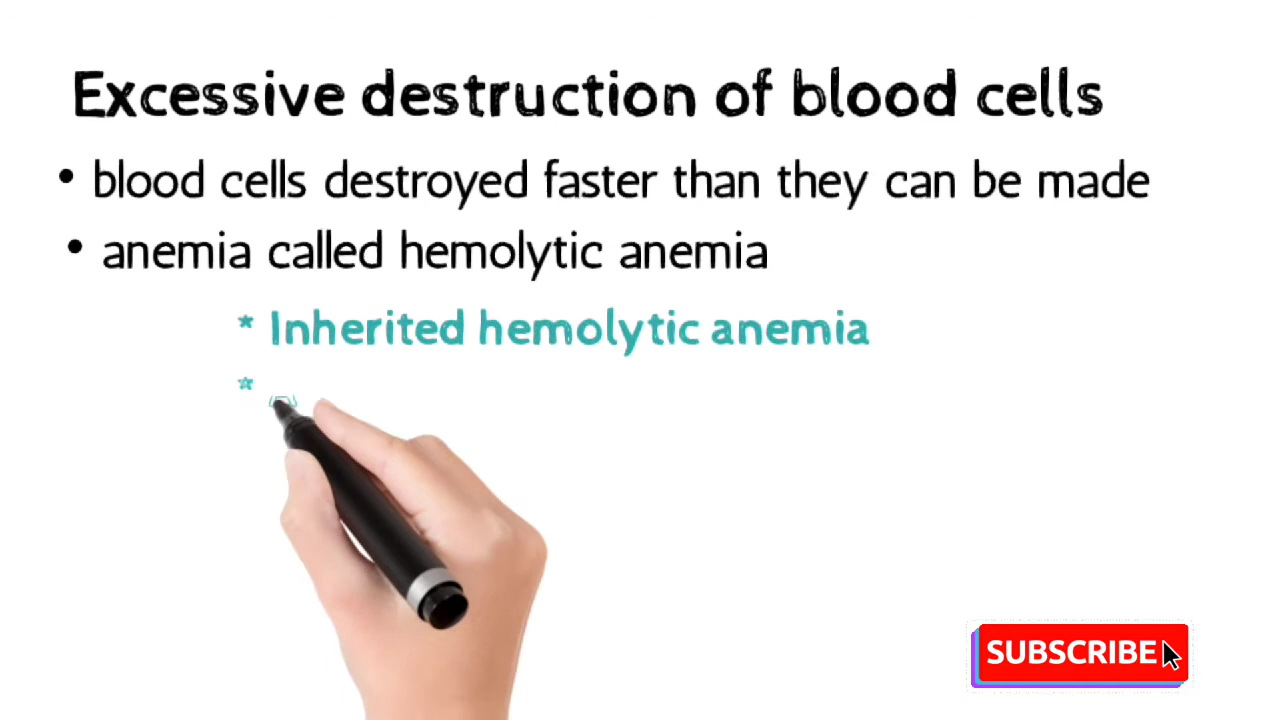 Excessive destruction of blood cells
• blood cells destroyed faster than they can be made
• anemia called hemolytic anemia
* Inherited hemolytic anemia
*
SUBSCRIBE